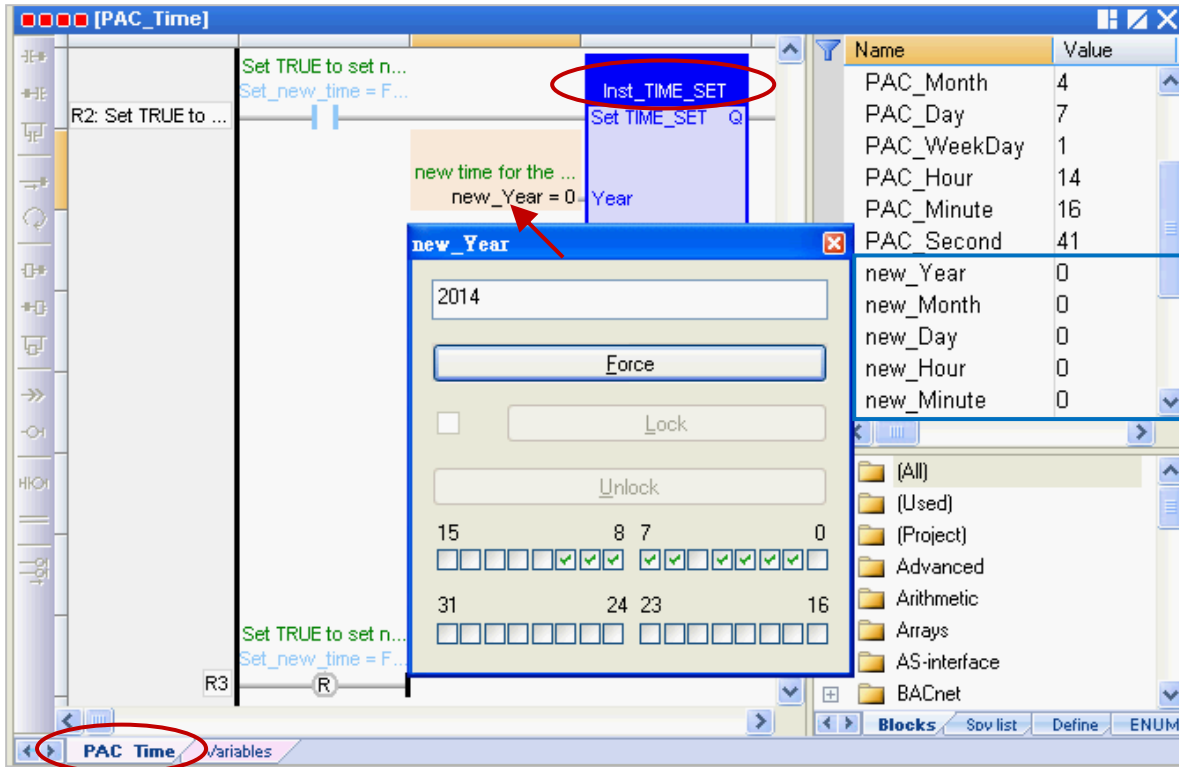 [PAC_Time]
Set TRUE to set n...
Set_new_time = F...
R2: Set TRUE to ...
Inst_TIME_SET
Set TIME_SET Q
new time for the ...
new_Year = 0
Year
new_Year
2014
Force
Lock
Unlock
15 8 7 0
31 24 23 16
Set TRUE to set n...
Set_new_time = F...
R3
R
Name Value
PAC_Month 4
PAC_Day 7
PAC_WeekDay 1
PAC_Hour 14
PAC_Minute 16
PAC_Second 41
new_Year 0
new_Month 0
new_Day 0
new_Hour 0
new_Minute 0
(All)
(Used)
(Project)
Advanced
Arithmetic
Arrays
AS-interface
BACnet
Blocks Spy list Define ENUM
PAC_Time Variables